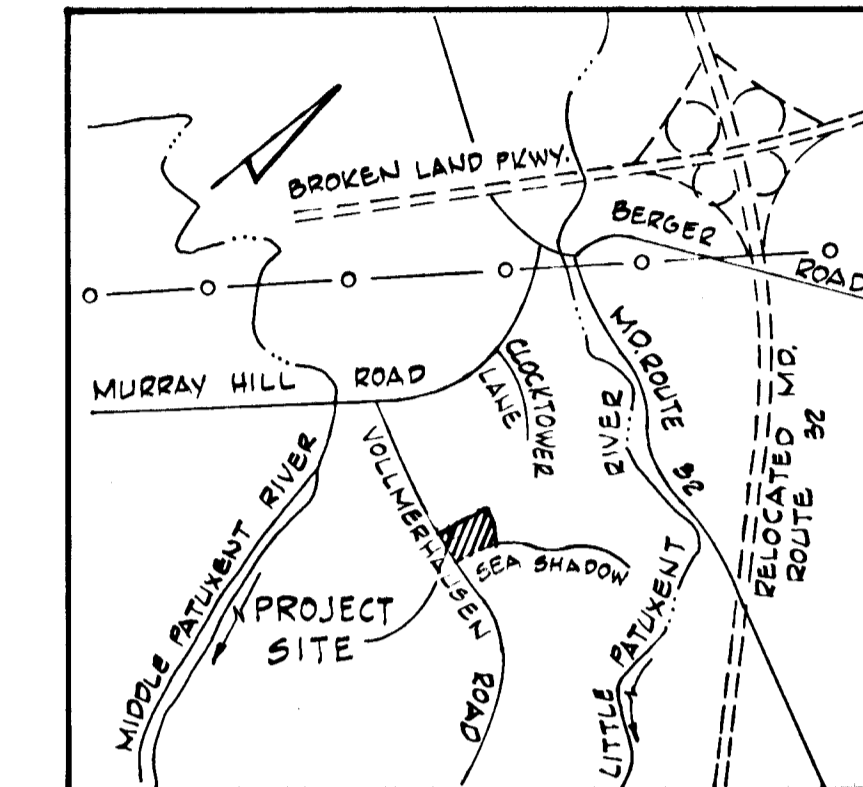 BROKEN LAND PKWY.
BERGER
ROAD
MD. ROUTE 32
CLOCKTOWER
LANE
MURRAY HILL ROAD
RIVER
RELOCATED MD.
ROUTE 32
VOLLMERHAUSEN ROAD
MIDDLE PATUXENT RIVER
SEA SHADOW
PROJECT
SITE
LITTLE PATUXENT